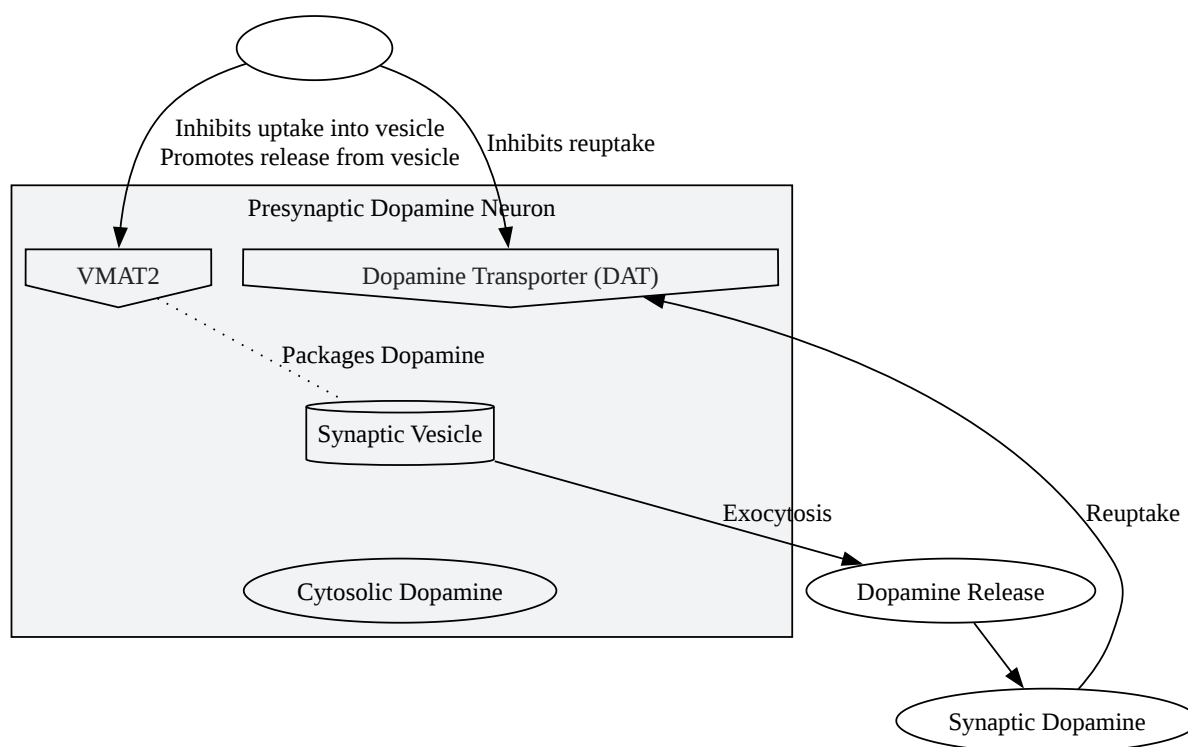 Inhibits uptake into vesicle
Promotes release from vesicle
Inhibits reuptake
Presynaptic Dopamine Neuron
VMAT2
Dopamine Transporter (DAT)
Packages Dopamine
Synaptic Vesicle
Exocytosis
Reuptake
Cytosolic Dopamine
Dopamine Release
Synaptic Dopamine